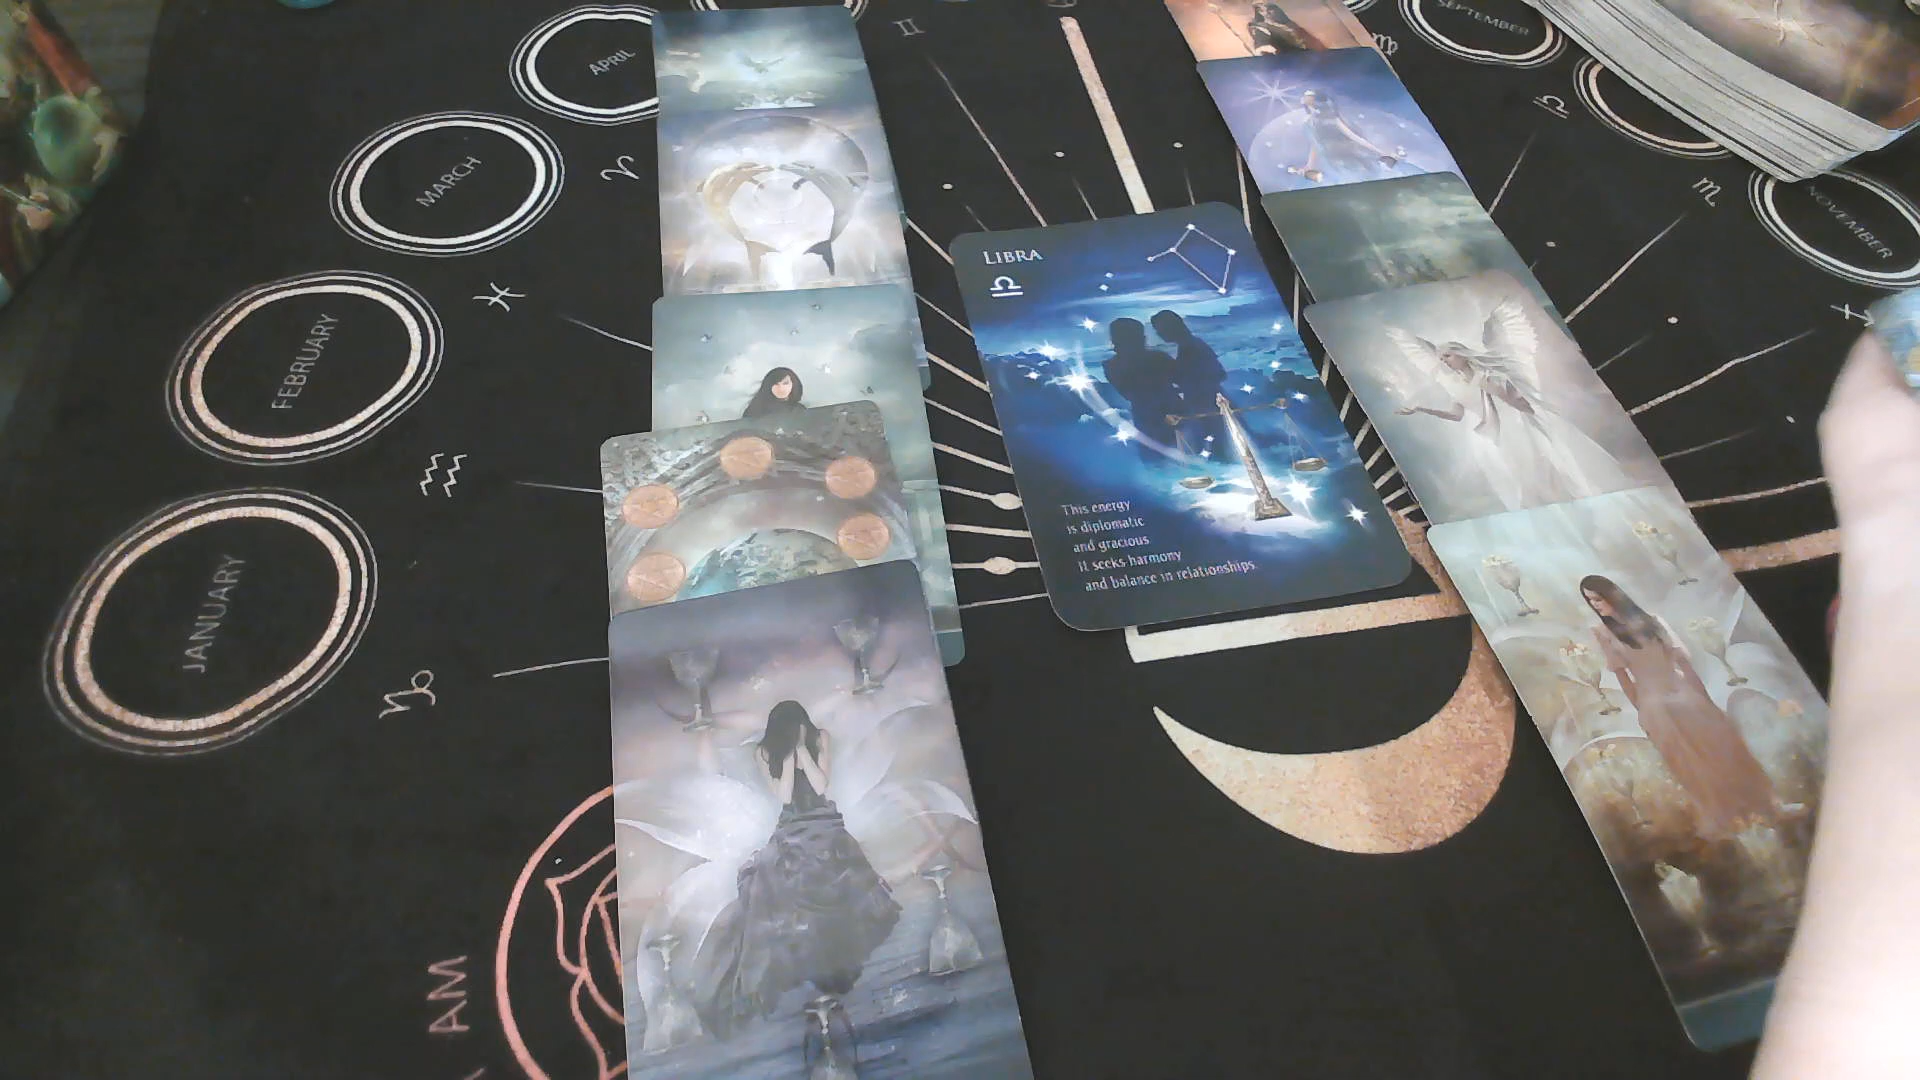 APRIL
SEPTEMBER
MARCH
NOVEMBER
FEBRUARY
JANUARY
LIBRA
This energy
is diplomatic
and gracious
It seeks harmony
and balance in relationships.
AM